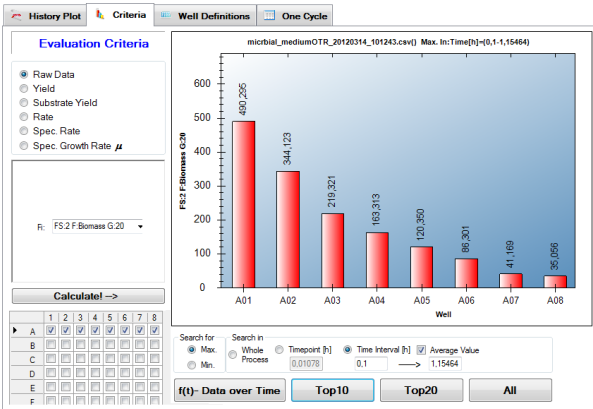 History Plot Criteria Well Definitions One Cycle
Evaluation Criteria
Raw Data
Yield
Substrate Yield
Rate
Spec. Rate
Spec. Growth Rate μ
Fi: FS:2 F:Biomass G:20
Calculate! -->
1 2 3 4 5 6 7 8
A
B
C
D
E
F
micrbial_mediumOTR_20120314_101243.csv() Max. In:Time[h]=(0,1-1,15464)
FS:2 F:Biomass G:20
600
500
400
300
200
100
0
490,295
344,123
219,321
163,313
120,350
86,301
41,169
35,056
A01 A02 A03 A04 A05 A06 A07 A08
Well
Search for
Max.
Min.
Search in
Whole Process
Timepoint [h]
0,01078
Time Interval [h]
Average Value
0,1 ----> 1,15464
f(t)- Data over Time Top10 Top20 All